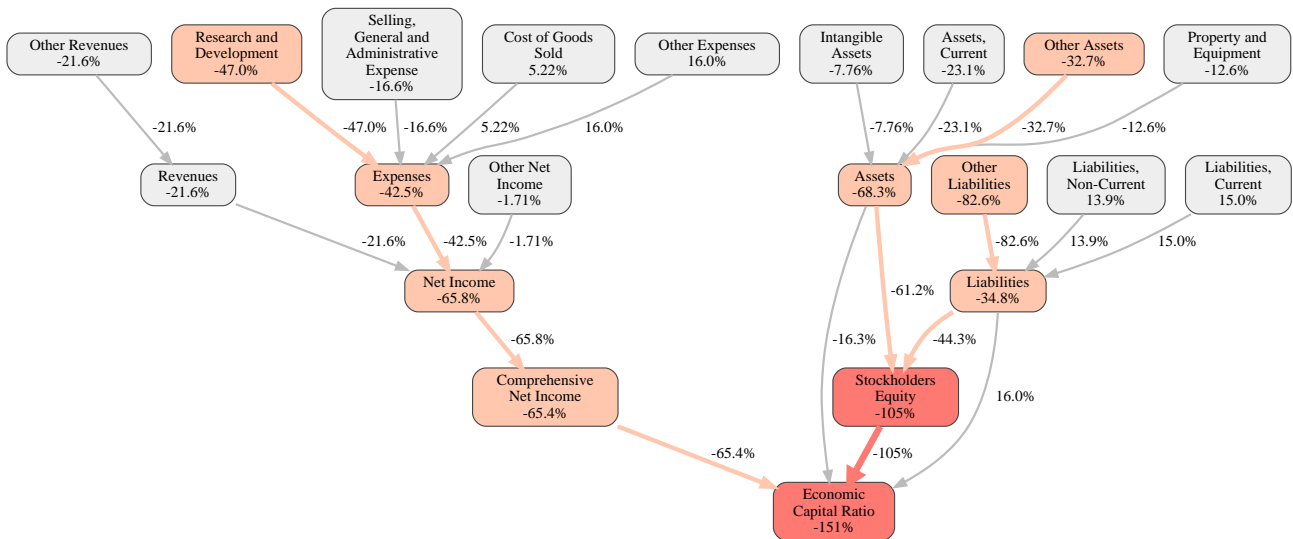 Other Revenues
-21.6%
Research and
Development
-47.0%
Selling,
General and
Administrative
Expense
-16.6%
Cost of Goods
Sold
5.22%
Other Expenses
16.0%
Intangible
Assets
-7.76%
Assets,
Current
-23.1%
Other Assets
-32.7%
Property and
Equipment
-12.6%
-21.6%
-47.0%
-16.6%
5.22%
16.0%
-7.76%
-23.1%
-32.7%
-12.6%
Revenues
-21.6%
Expenses
-42.5%
Other Net
Income
-1.71%
Assets
-68.3%
Other
Liabilities
-82.6%
Liabilities,
Non-Current
13.9%
Liabilities,
Current
15.0%
-21.6%
-42.5%
-1.71%
-82.6%
13.9%
15.0%
Net Income
-65.8%
-61.2%
Liabilities
-34.8%
-65.8%
-16.3%
-44.3%
Comprehensive
Net Income
-65.4%
Stockholders
Equity
-105%
16.0%
-65.4%
-105%
Economic
Capital Ratio
-151%